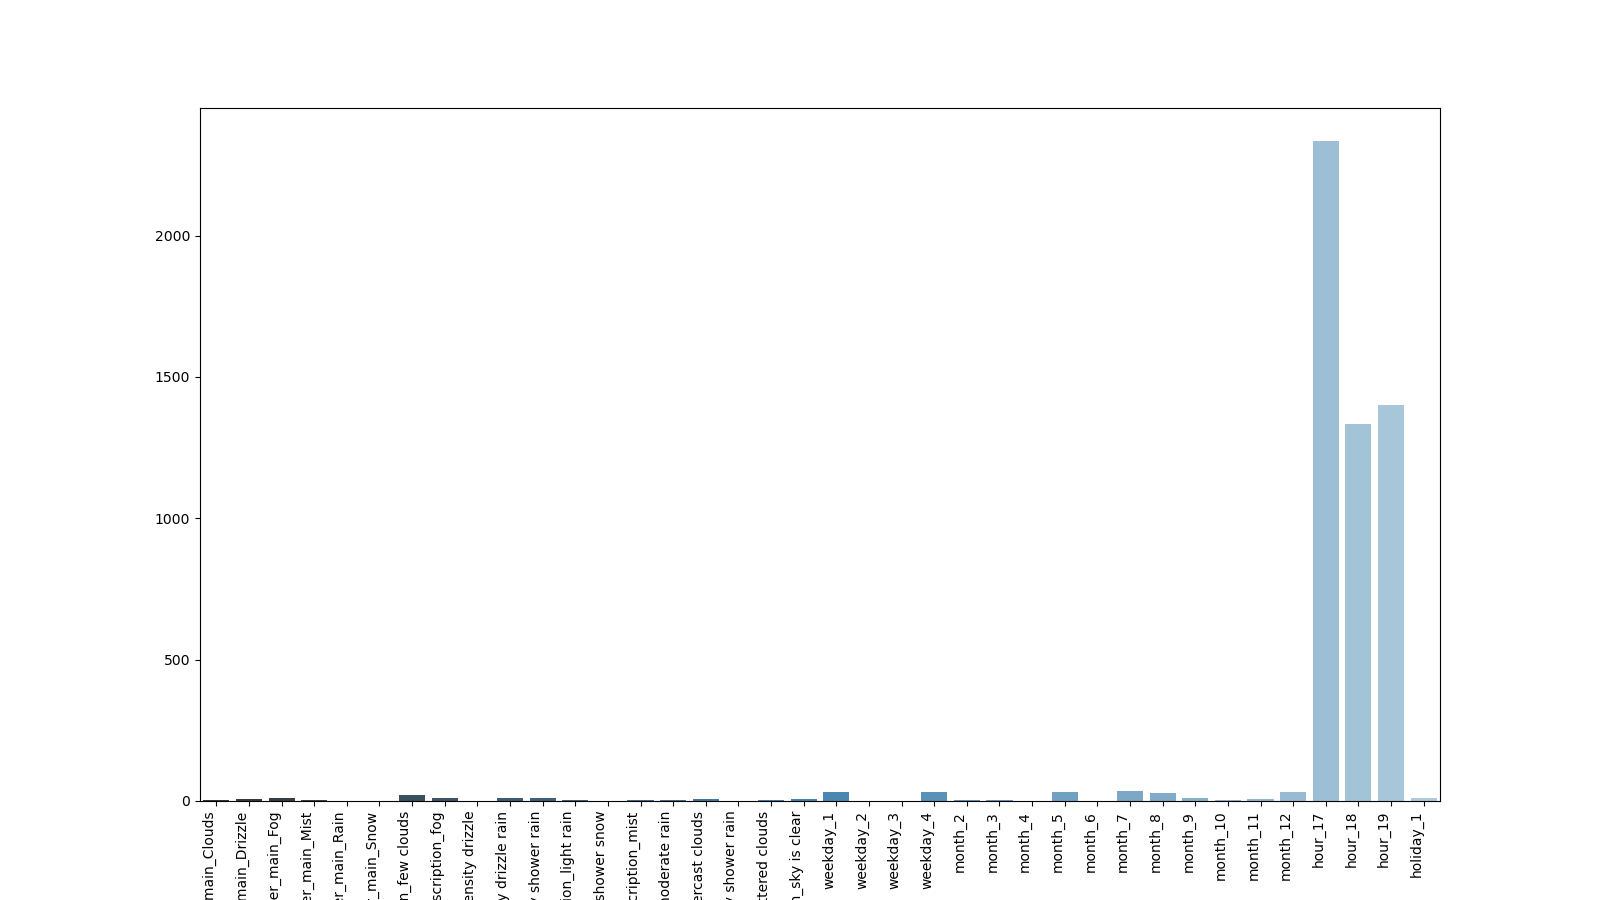 2000
1500
1000
500
0
main_Clouds
main_Drizzle
er_main_Fog
er_main_Mist
er_main_Rain
r_main_Snow
n_few clouds
scription_fog
ensity drizzle
y drizzle rain
y shower rain
ion_light rain
shower snow
cription_mist
noderate rain
ercast clouds
y shower rain
ttered clouds
n_sky is clear
weekday_1
weekday_2
weekday_3
weekday_4
month_2
month_3
month_4
month_5
month_6
month_7
month_8
month_9
month_10
month_11
month_12
hour_17
hour_18
hour_19
holiday_1